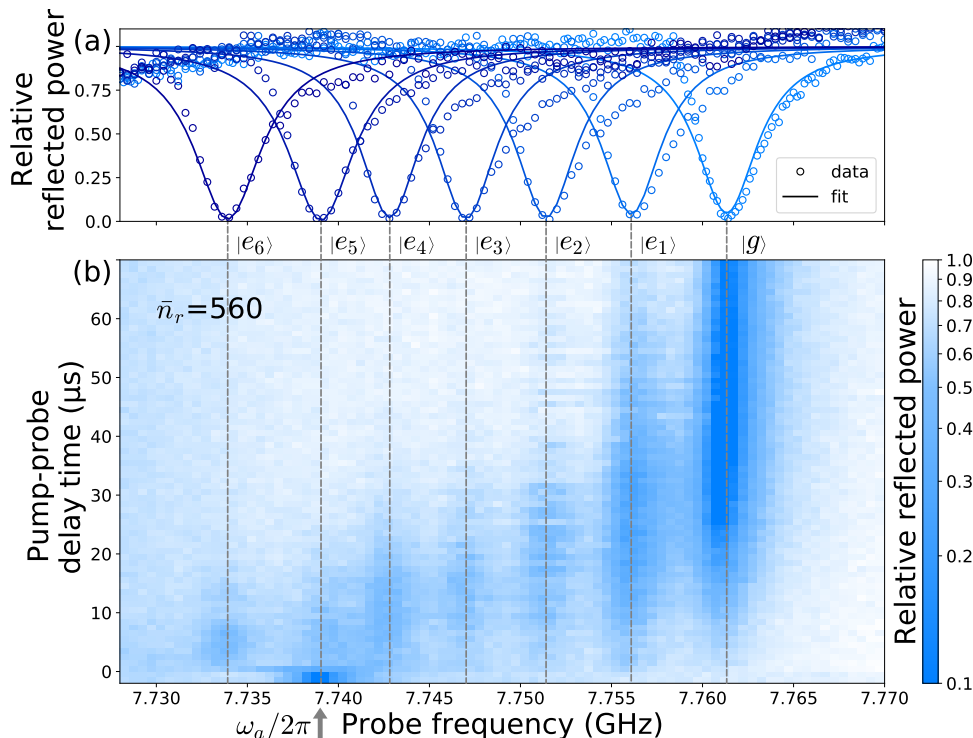 (a)
Relative
reflected power
0.75
0.50
0.25
0.0
data
fit
|e₆⟩ |e₅⟩ |e₄⟩ |e₃⟩ |e₂⟩ |e₁⟩ |g⟩
(b)
n̄ᵣ=560
Pump-probe
delay time (μs)
60
50
40
30
20
10
0
7.730 7.735 7.740 7.745 7.750 7.755 7.760 7.765 7.770
ωₐ/2π
Probe frequency (GHz)
Relative reflected power
1.0
0.9
0.8
0.7
0.6
0.5
0.4
0.3
0.2
0.1